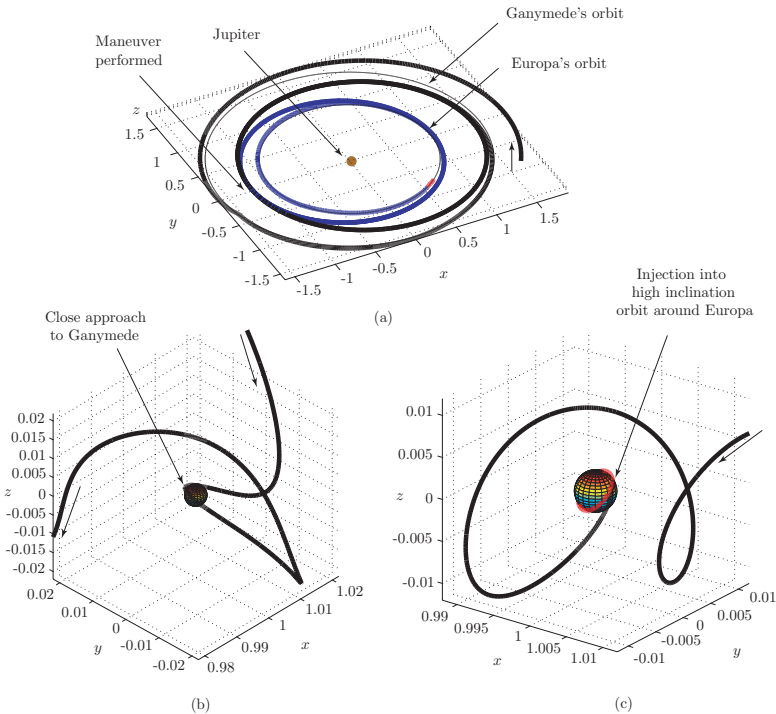 Ganymede's orbit
Jupiter
Maneuver
performed
Europa's orbit
z
1.5
1
0.5
0
-0.5
-1
-1.5
y
-1.5
-1
-0.5
0
0.5
1
1.5
x
(a)
Close approach
to Ganymede
0.02
0.015
0.01
0.005
0
-0.005
-0.01
-0.015
-0.02
z
0.02
0.01
0
-0.01
-0.02
y
0.98
0.99
1
1.01
1.02
x
(b)
Injection into
high inclination
orbit around Europa
0.01
0.005
0
-0.005
-0.01
z
0.99
0.995
1
1.005
1.01
x
-0.01
-0.005
0
0.005
0.01
y
(c)